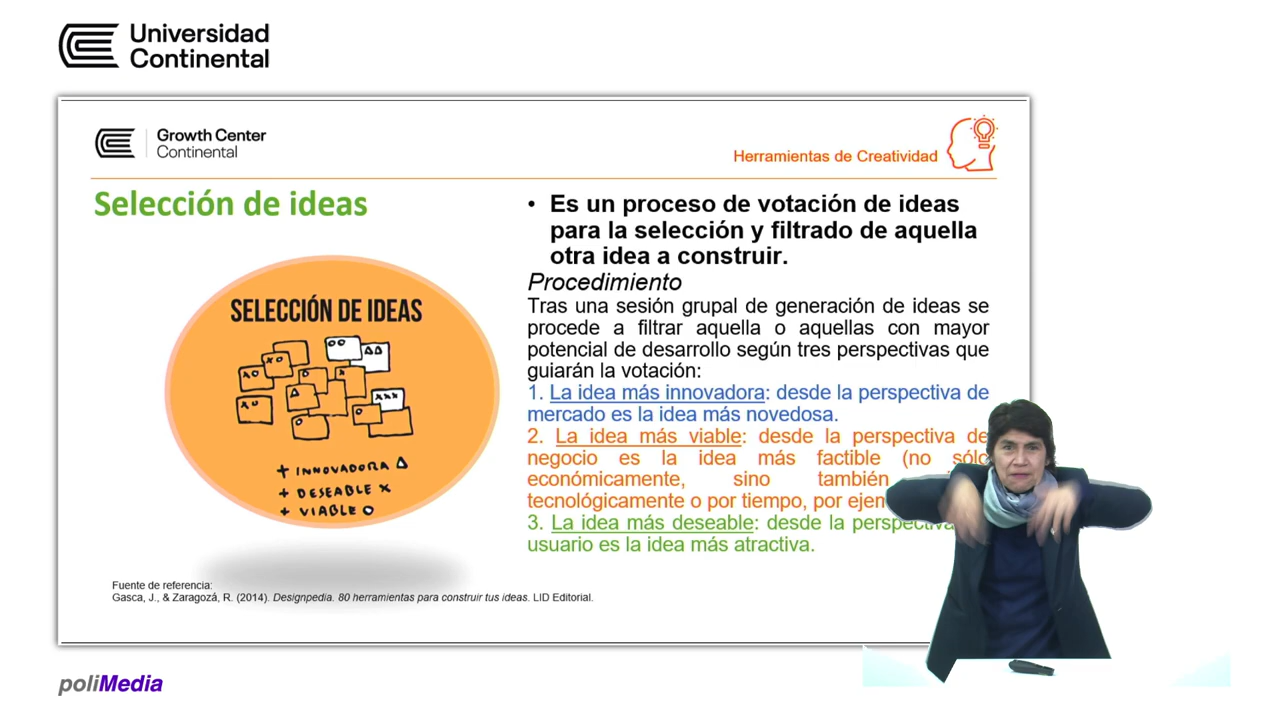 Universidad
Continental
Growth Center
Continental
Herramientas de Creatividad
Selección de ideas
• Es un proceso de votación de ideas
para la selección y filtrado de aquella
otra idea a construir.
Procedimiento
Tras una sesión grupal de generación de ideas se
procede a filtrar aquella o aquellas con mayor
potencial de desarrollo según tres perspectivas que
guiarán la votación:
1. La idea más innovadora: desde la perspectiva de
mercado es la idea más novedosa.
2. La idea más viable: desde la perspectiva de
negocio es la idea más factible (no sólo
económicamente, sino también
tecnológicamente o por tiempo, por
3. La idea más deseable: desde la
usuario es la idea más atractiva.
SELECCIÓN DE IDEAS
+ INNOVADORA △
+ DESEABLE X
+ VIABLE O
Fuente de referencia:
Gasca, J., & Zaragozá, R. (2014). Designpedia. 80 herramientas para construir tus ideas. LID Editorial.
poliMedia